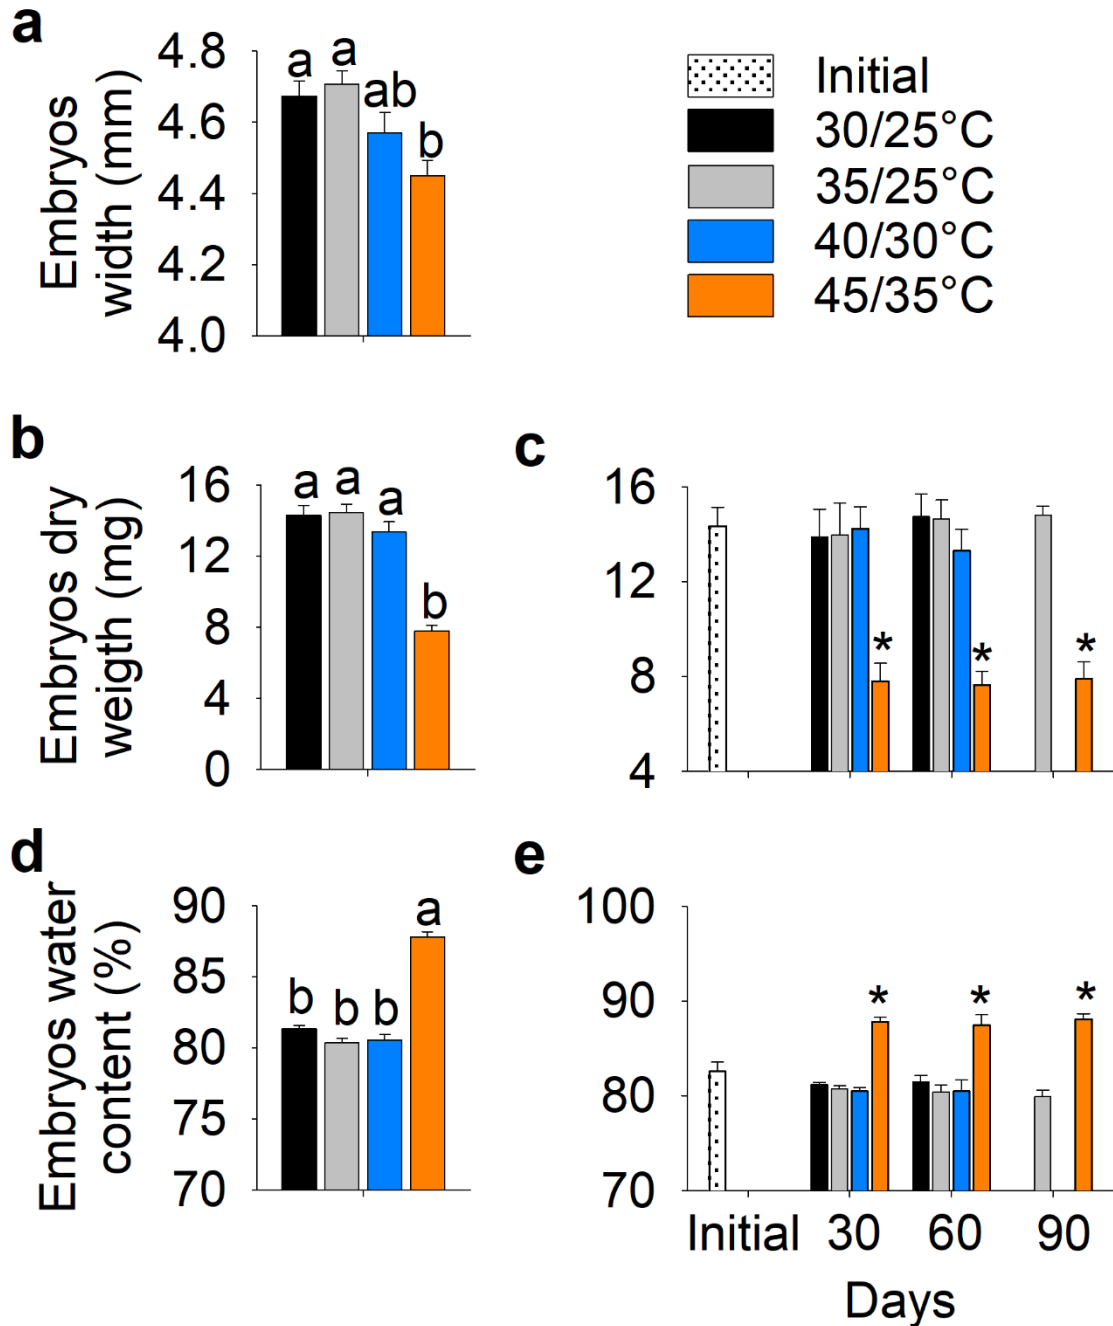 a
Embryos
width (mm)
4.8
4.6
4.4
4.2
4.0
a
a
ab
b
Initial
30/25°C
35/25°C
40/30°C
45/35°C
b
Embryos dry
weigth (mg)
16
12
8
4
0
a
a
a
b
c
16
12
8
4
*
*
*
d
Embryos water
content (%)
90
85
80
75
70
b
b
b
a
e
100
90
80
70
*
*
*
Initial 30 60 90
Days